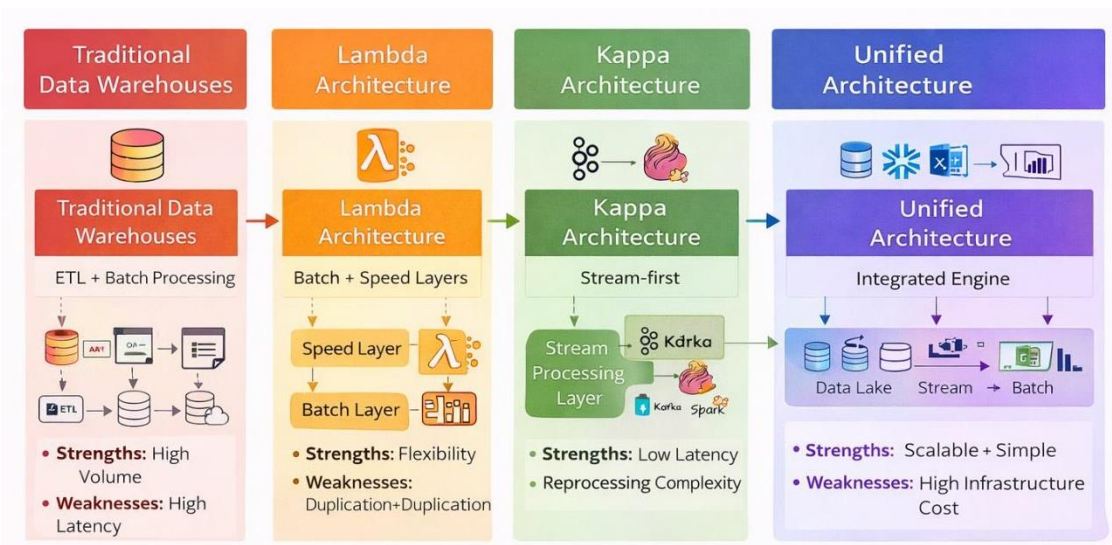 Traditional
Data Warehouses
Lambda
Architecture
Kappa
Architecture
Unified
Architecture
Traditional Data
Warehouses
ETL + Batch Processing
ETL
Strengths: High
Volume
Weaknesses: High
Latency
λ
Lambda
Architecture
Batch + Speed Layers
Speed Layer
λ
Batch Layer
Strengths: Flexibility
Weaknesses:
Duplication+Duplication
Kappa
Architecture
Stream-first
Stream
Processing
Layer
Kdrka
Kafka
Spark
Strengths: Low Latency
Reprocessing Complexity
X
Unified
Architecture
Integrated Engine
Data Lake
Stream
Batch
Strengths: Scalable + Simple
Weaknesses: High Infrastructure
Cost